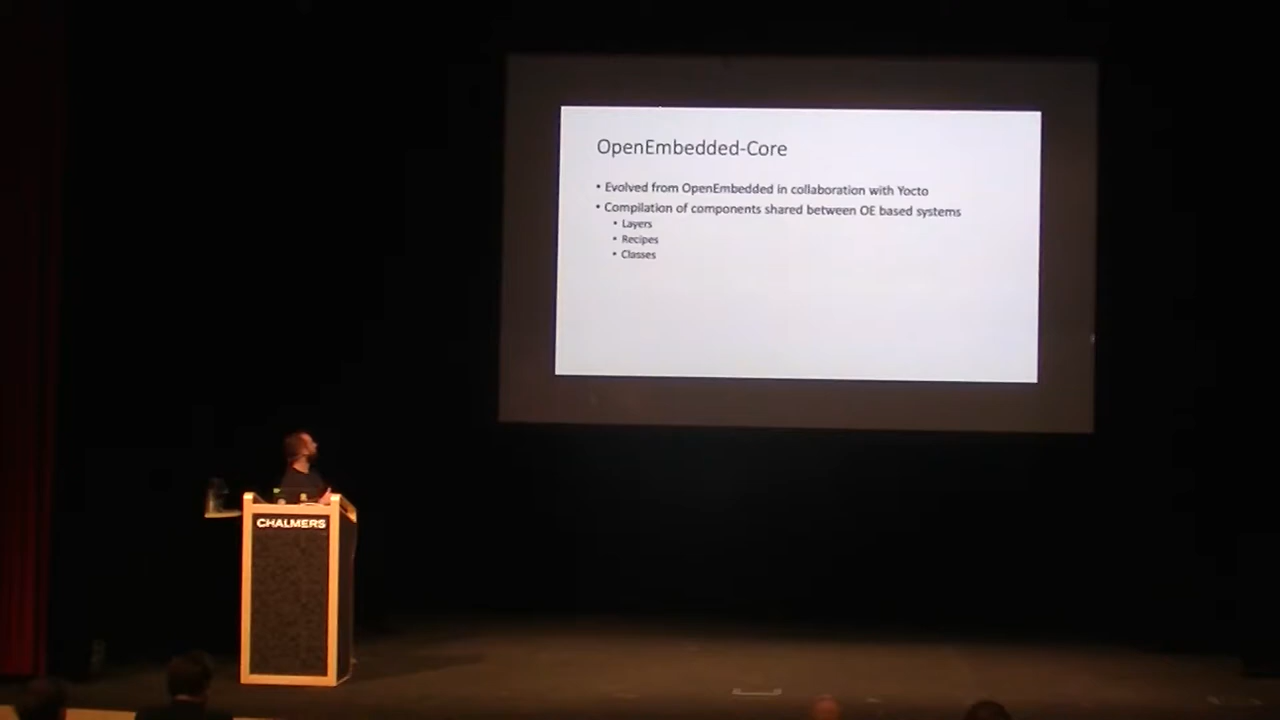 OpenEmbedded-Core
• Evolved from OpenEmbedded in collaboration with Yocto
• Compilation of components shared between OE based systems
• Layers
• Recipes
• Classes
CHALMERS